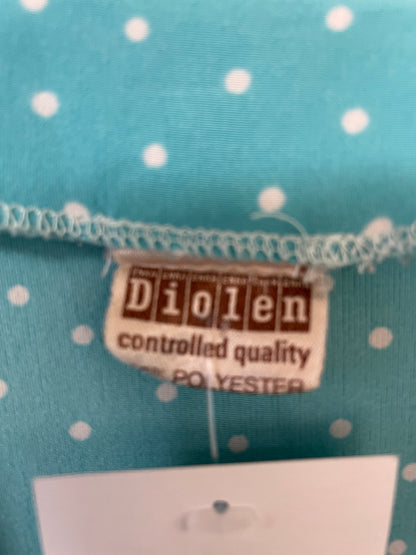 Diolen
controlled quality
POLYESTER